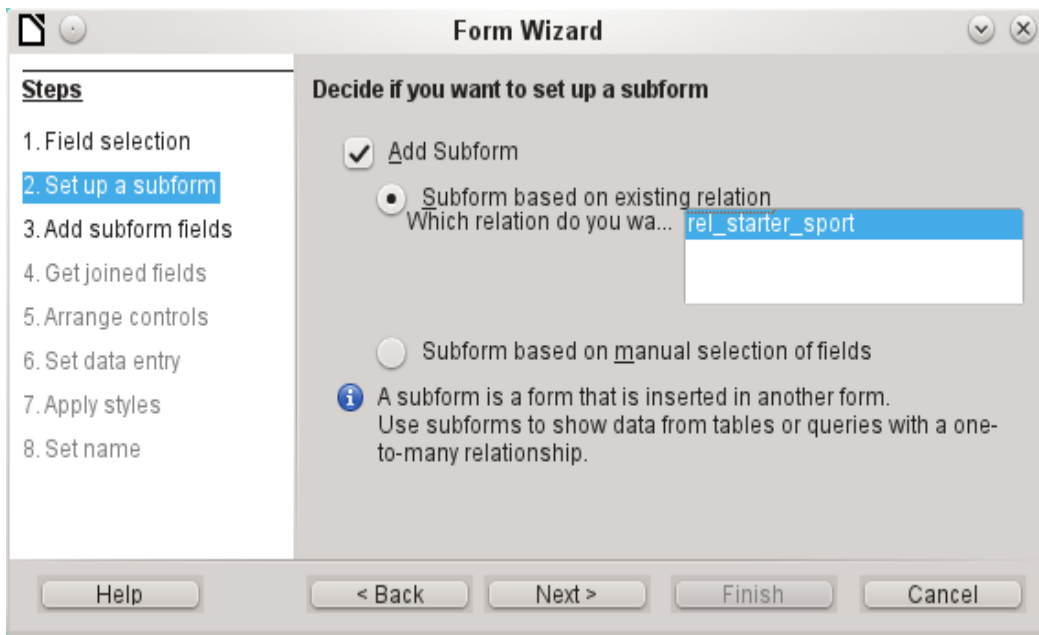 Form Wizard
Steps
1. Field selection
2. Set up a subform
3. Add subform fields
4. Get joined fields
5. Arrange controls
6. Set data entry
7. Apply styles
8. Set name
Decide if you want to set up a subform
Add Subform
Subform based on existing relation
Which relation do you wa...
rel_starter_sport
Subform based on manual selection of fields
A subform is a form that is inserted in another form.
Use subforms to show data from tables or queries with a one-
to-many relationship.
Help
< Back
Next >
Finish
Cancel